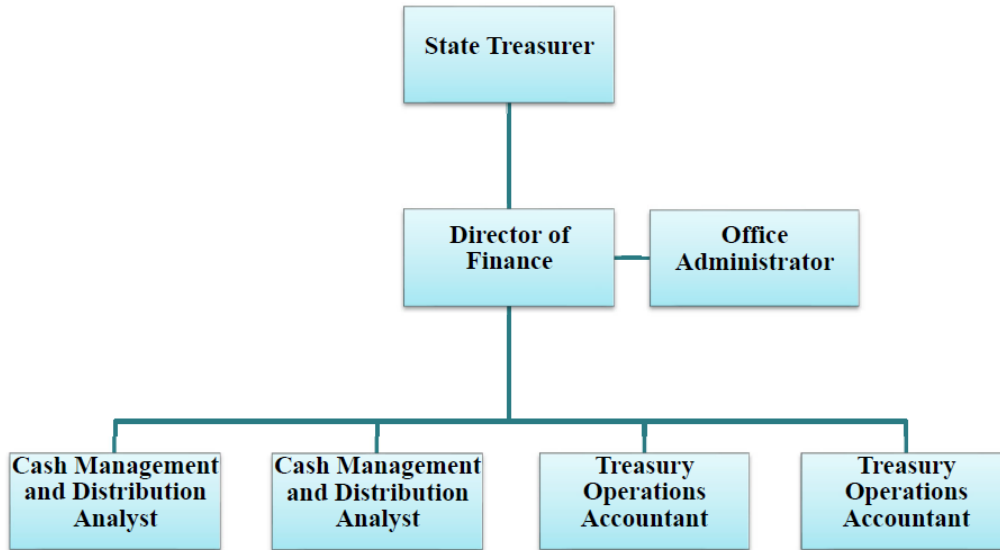 State Treasurer
Director of
Finance
Office
Administrator
Cash Management
and Distribution
Analyst
Cash Management
and Distribution
Analyst
Treasury
Operations
Accountant
Treasury
Operations
Accountant